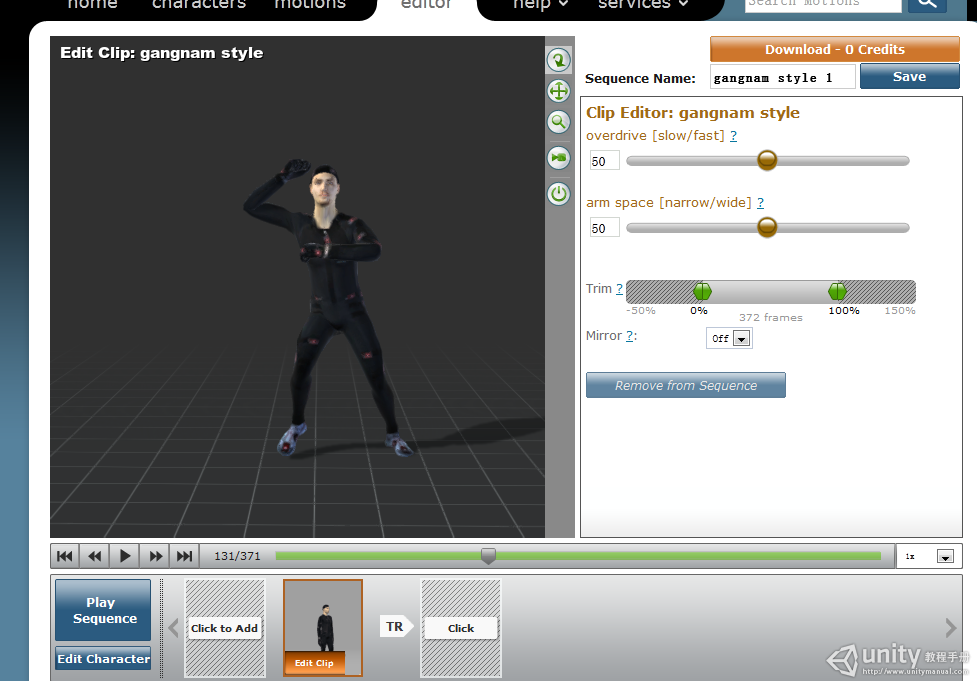 home characters motions editor help services
Search Motions
Edit Clip: gangnam style
Download - 0 Credits
Sequence Name: gangnam style 1 Save
Clip Editor: gangnam style
overdrive [slow/fast] ?
50
arm space [narrow/wide] ?
50
Trim ?
-50% 0% 100% 150%
372 frames
Mirror ?: Off
Remove from Sequence
131/371 1x
Play Sequence
Edit Character
Click to Add
Edit Clip
TR
Click
unity 教程手册
http://www.unitymanual.com